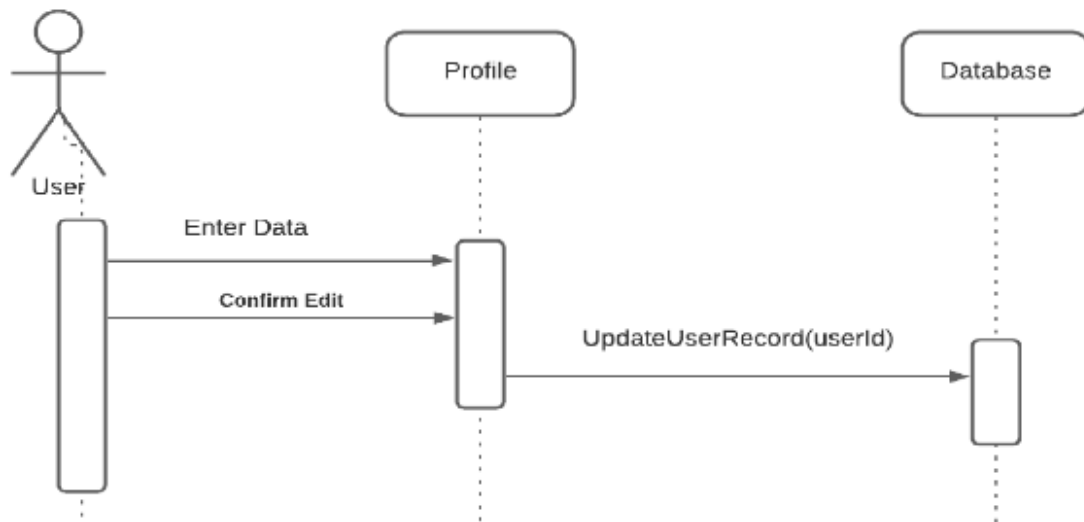 Profile
Database
User
Enter Data
Confirm Edit
UpdateUserRecord(userId)